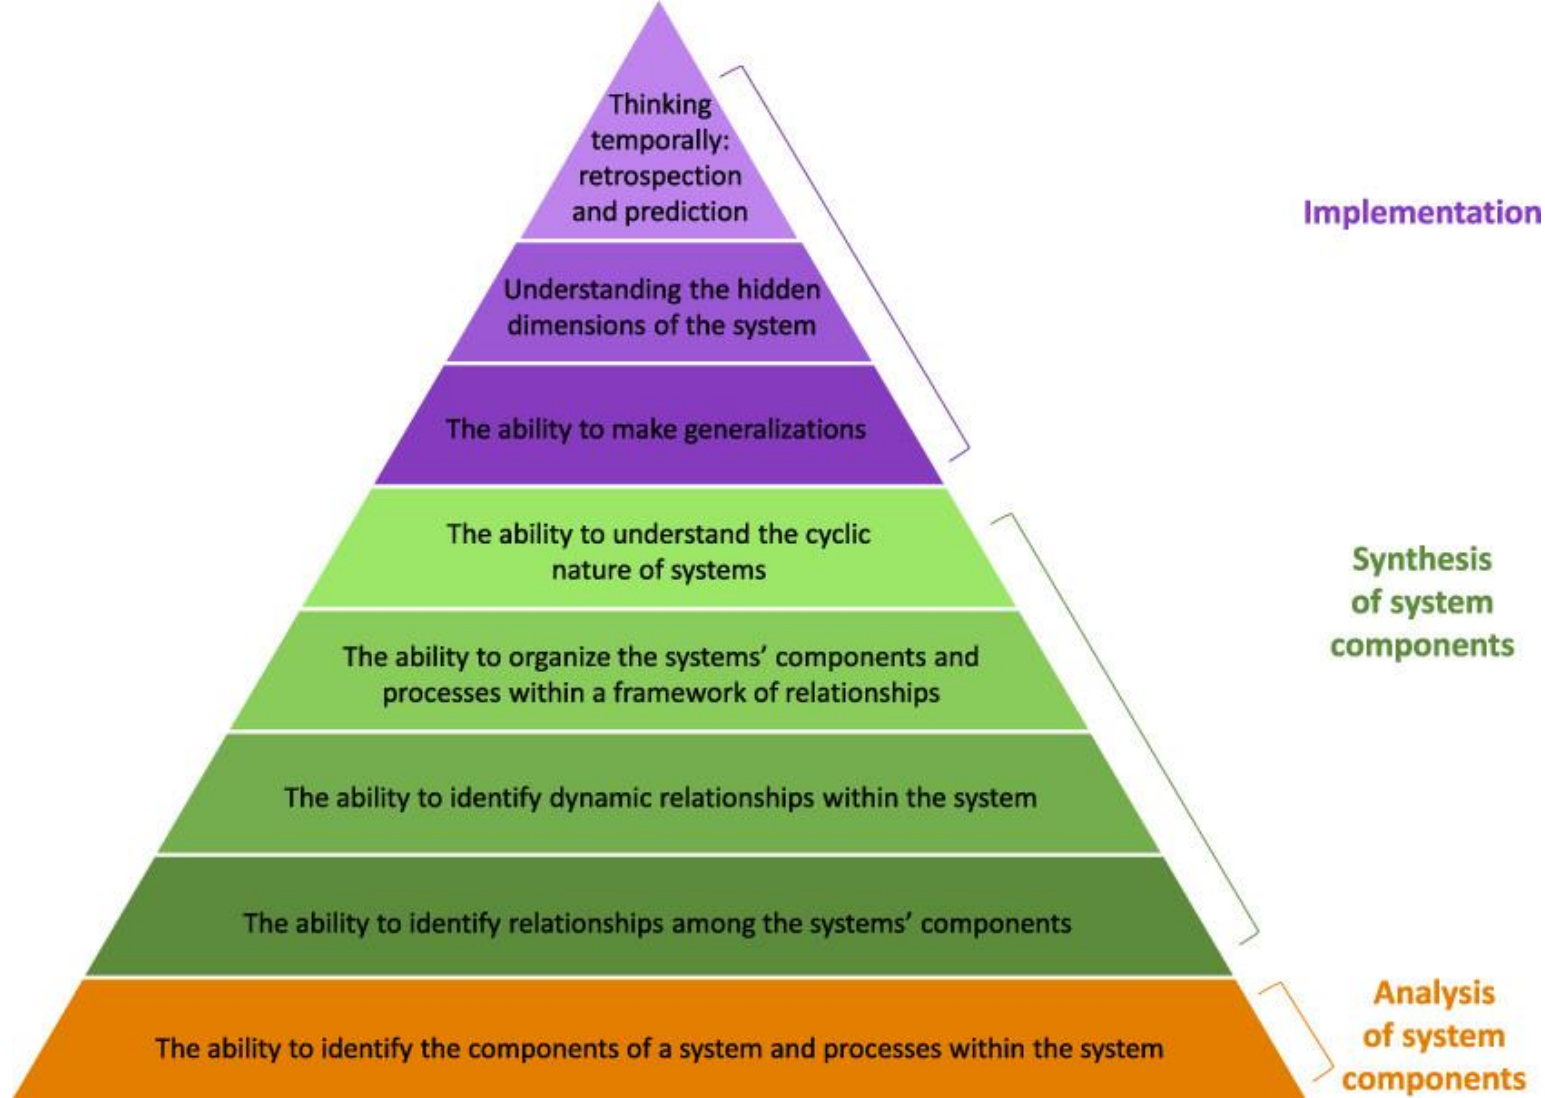 Thinking
temporally:
retrospection
and prediction
Implementation
Understanding the hidden
dimensions of the system
The ability to make generalizations
The ability to understand the cyclic
nature of systems
Synthesis
of system
components
The ability to organize the systems’ components and
processes within a framework of relationships
The ability to identify dynamic relationships within the system
The ability to identify relationships among the systems’ components
Analysis
of system
components
The ability to identify the components of a system and processes within the system